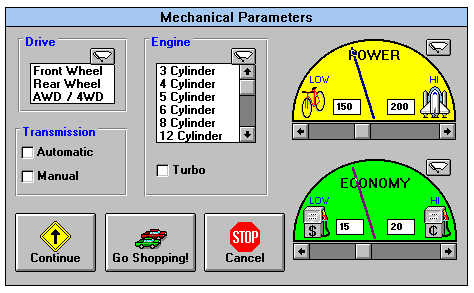 Mechanical Parameters
Drive
Front Wheel
Rear Wheel
AWD / 4WD
Transmission
Automatic
Manual
Engine
3 Cylinder
4 Cylinder
5 Cylinder
6 Cylinder
8 Cylinder
12 Cylinder
Turbo
POWER
LOW
HI
150
200
ECONOMY
LOW
HI
$
15
20
¢
Continue
Go Shopping!
STOP
Cancel